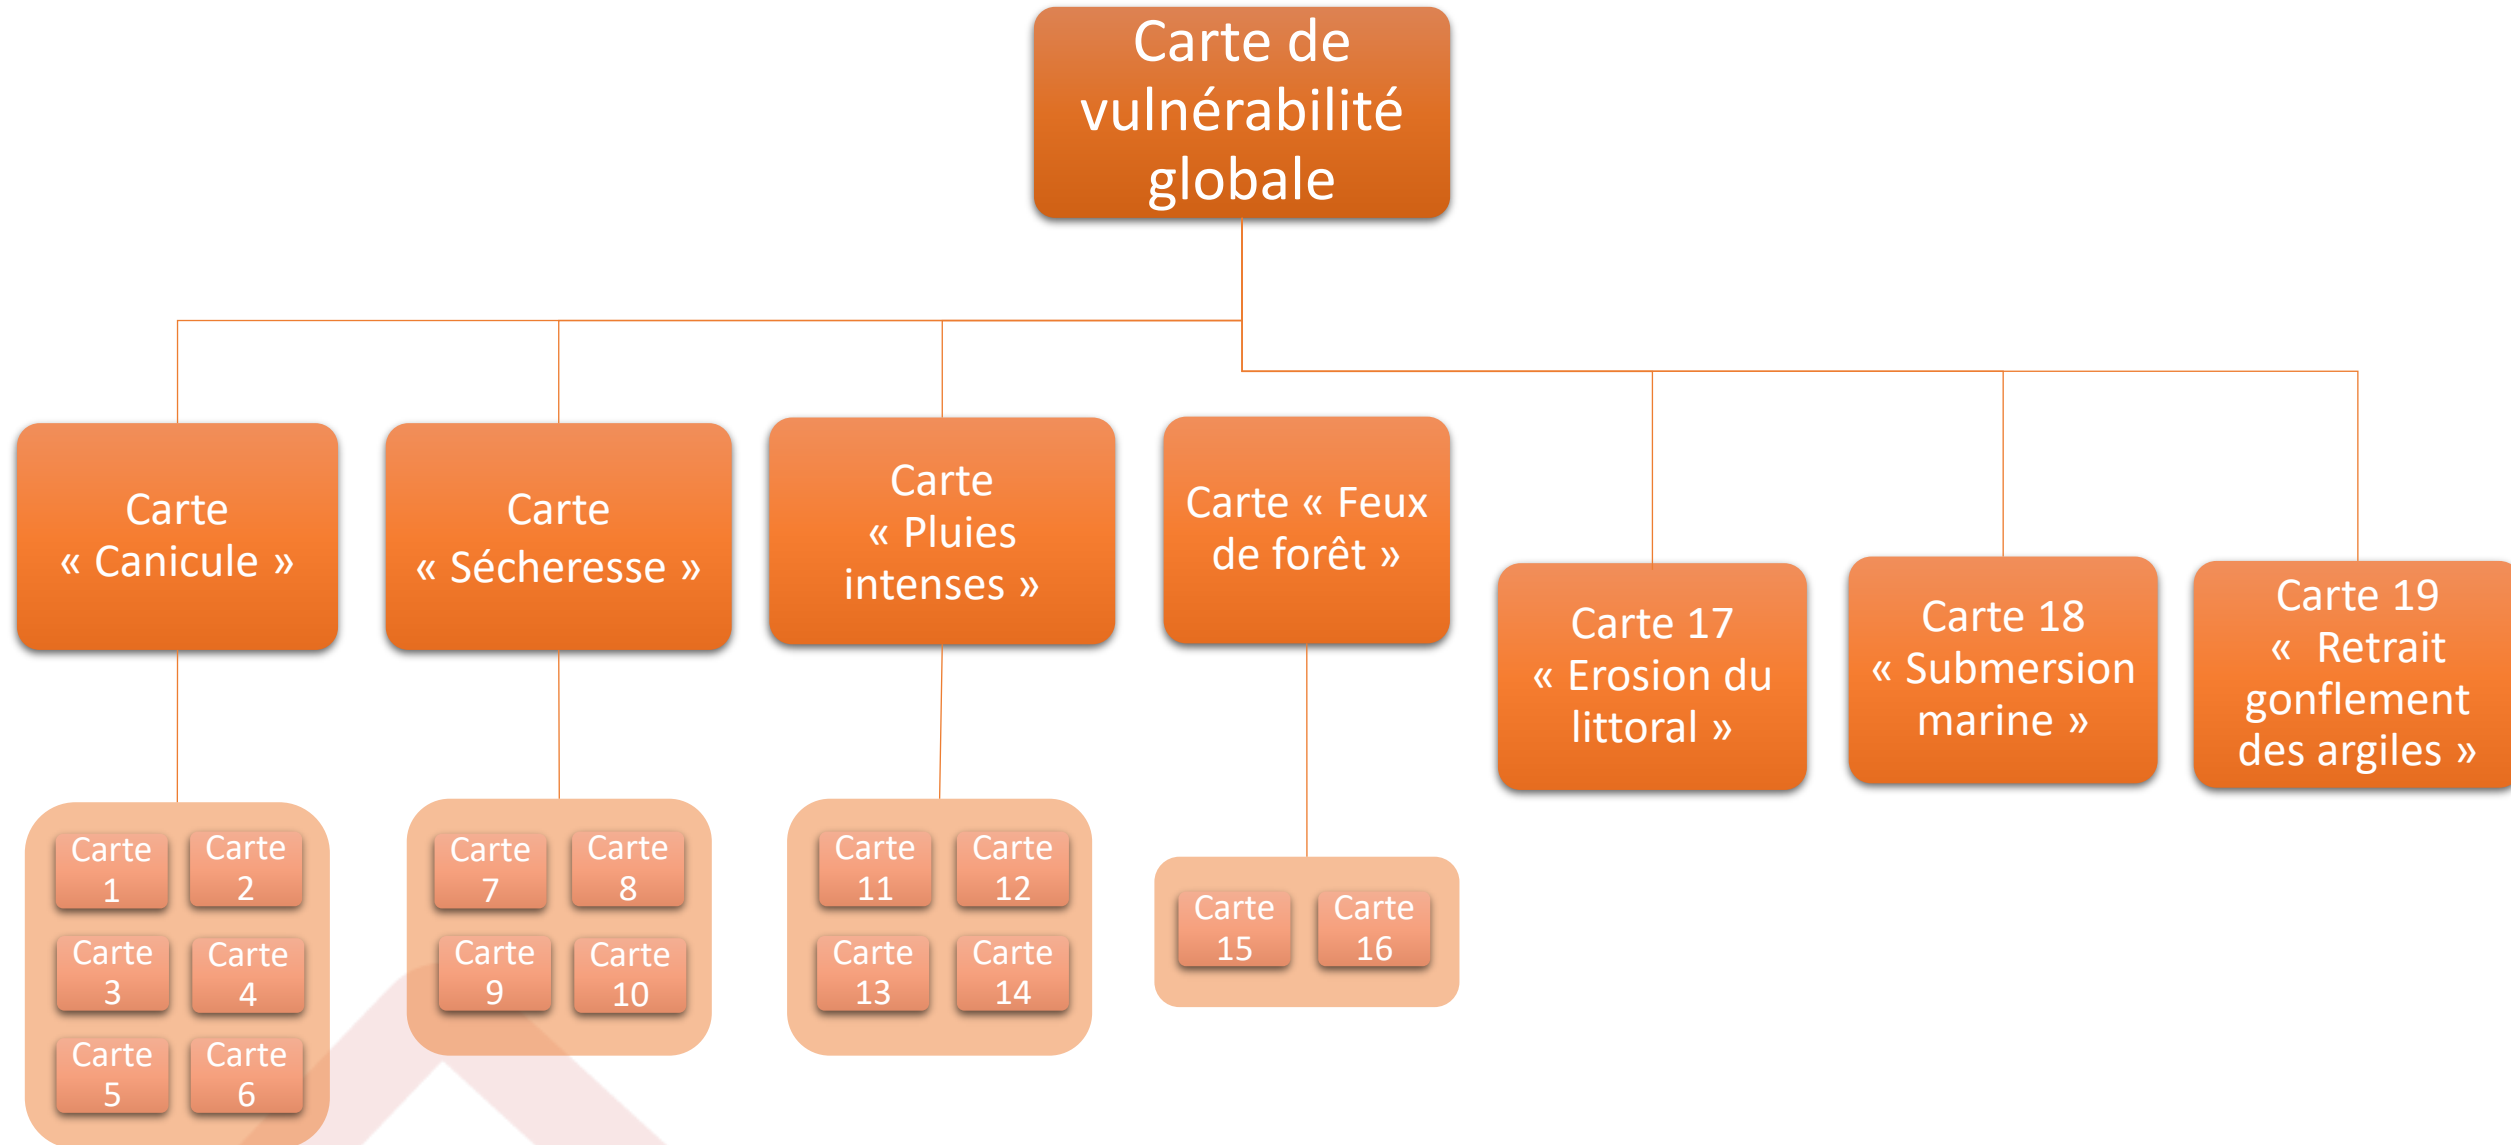 Carte de
vulnérabilité
globale
Carte
« Canicule »
Carte
« Sécheresse »
Carte
« Pluies
intenses »
Carte « Feux
de forêt »
Carte 17
« Erosion du
littoral »
Carte 18
« Submersion
marine »
Carte 19
« Retrait
gonflement
des argiles »
Carte
1
Carte
2
Carte
3
Carte
4
Carte
5
Carte
6
Carte
7
Carte
8
Carte
9
Carte
10
Carte
11
Carte
12
Carte
13
Carte
14
Carte
15
Carte
16